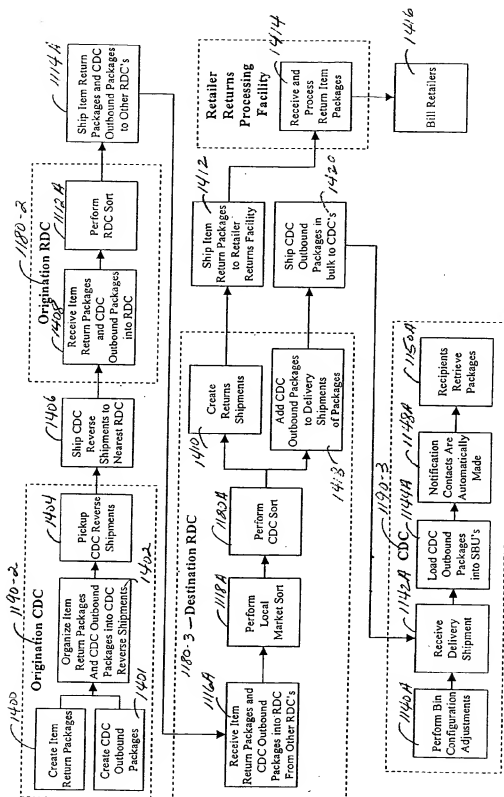 1400
1190-2
Origination CDC
Create Item
Return Packages
Create CDC
Outbound
Packages
1401
Organize Item
Return Packages
And CDC Outbound
Packages Into CDC
Reverse Shipments
1402
1404
Pickup
CDC Reverse
Shipments
1406
Ship CDC
Reverse
Shipments to
Nearest RDC
1180-2
Origination RDC
1408
Receive Item
Return Packages
and CDC
Outbound Packages
into RDC
1112A
Perform
RDC Sort
1114A
Ship Item Return
Packages and CDC
Outbound Packages
to Other RDC's
1180-3 – Destination RDC
1116A
Receive Item
Return Packages and
CDC Outbound
Packages into RDC
From Other RDC's
1118A
Perform
Local
Market Sort
1120A
Perform
CDC Sort
1410
Create
Returns
Shipments
1418
Add CDC
Outbound Packages
to Delivery
Shipments
of Packages
1412
Ship Item
Return Packages
to Retailer
Returns Facility
1420
Ship CDC
Outbound
Packages in
bulk to CDC's
Retailer
Returns
Processing
Facility
1414
Receive and
Process
Return Item
Packages
1416
Bill Retailers
1190-3
CDC
1140A
Perform Bin
Configuration
Adjustments
1142A
Receive
Delivery
Shipment
1144A
Load CDC
Outbound
Packages
into SBU's
1148A
Notification
Contacts Are
Automatically
Made
1150A
Recipients
Retrieve
Packages